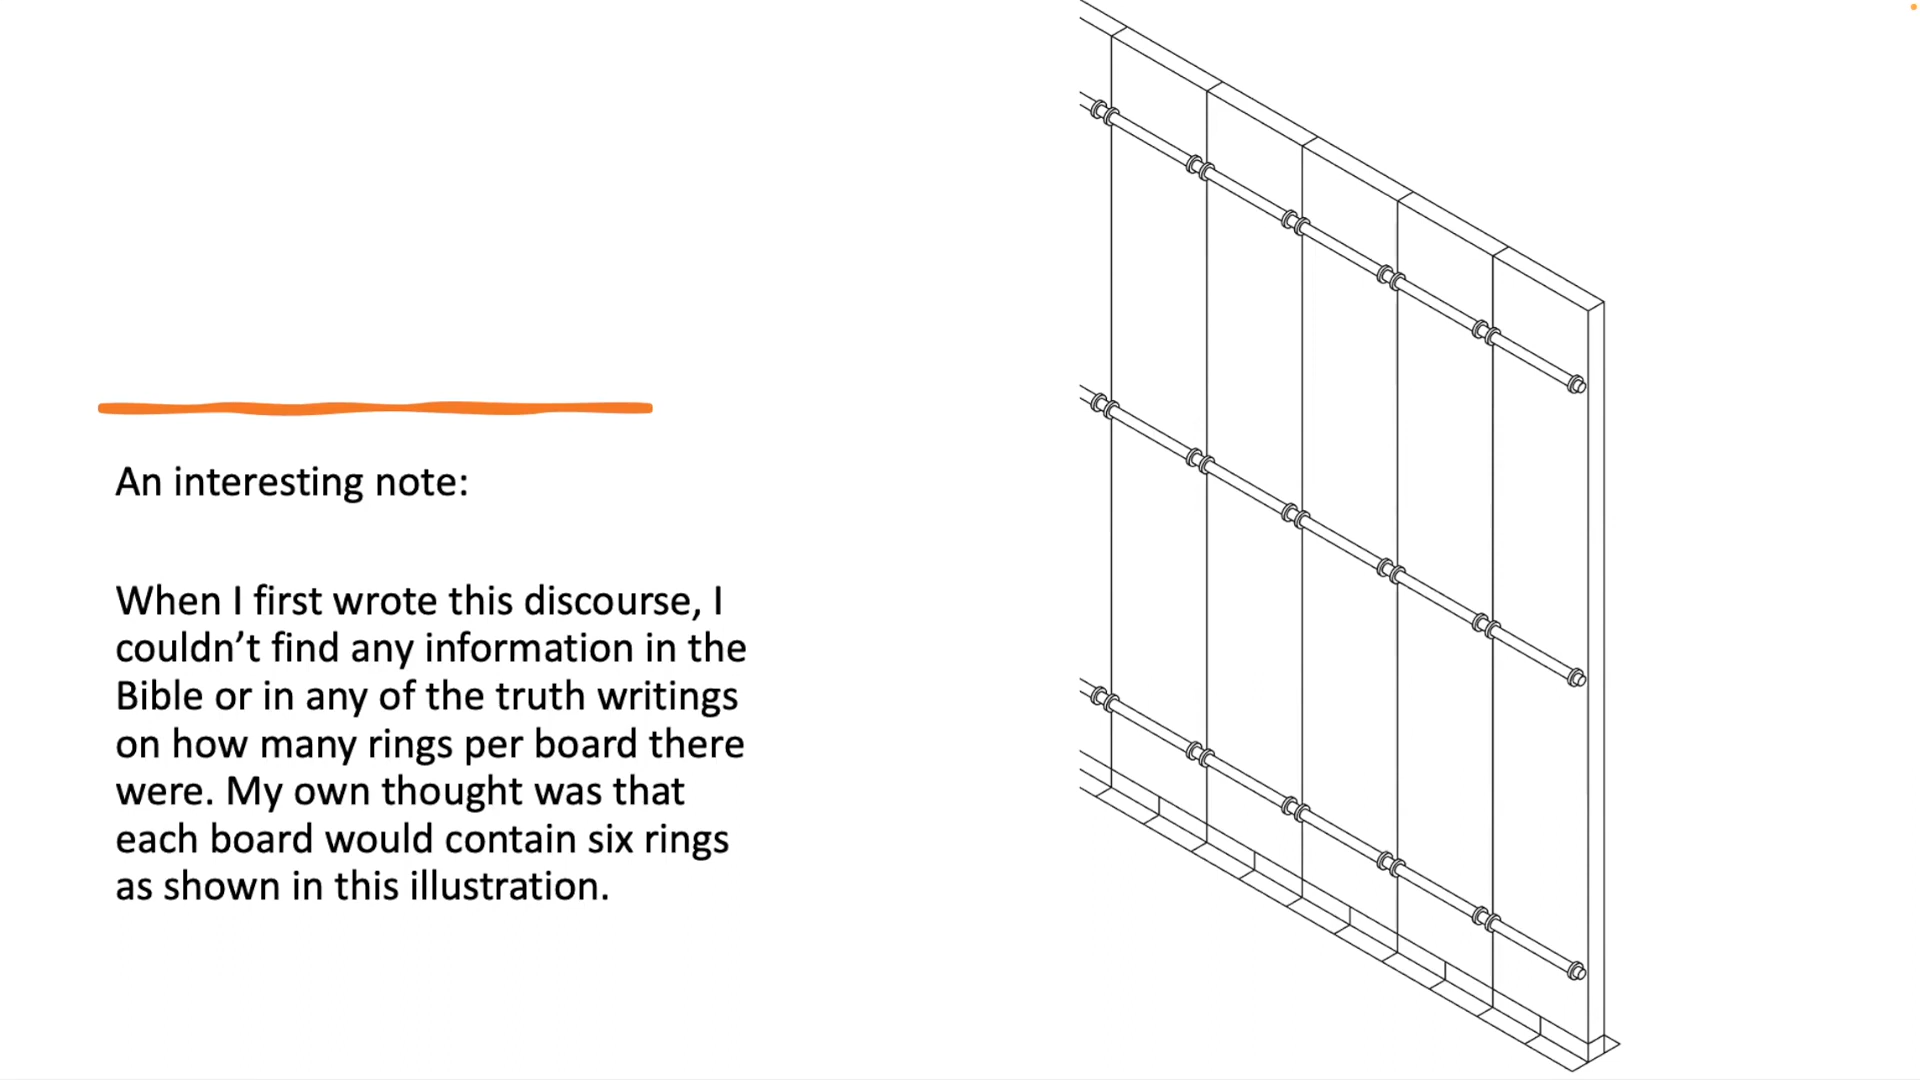 An interesting note:
When I first wrote this discourse, I
couldn’t find any information in the
Bible or in any of the truth writings
on how many rings per board there
were. My own thought was that
each board would contain six rings
as shown in this illustration.